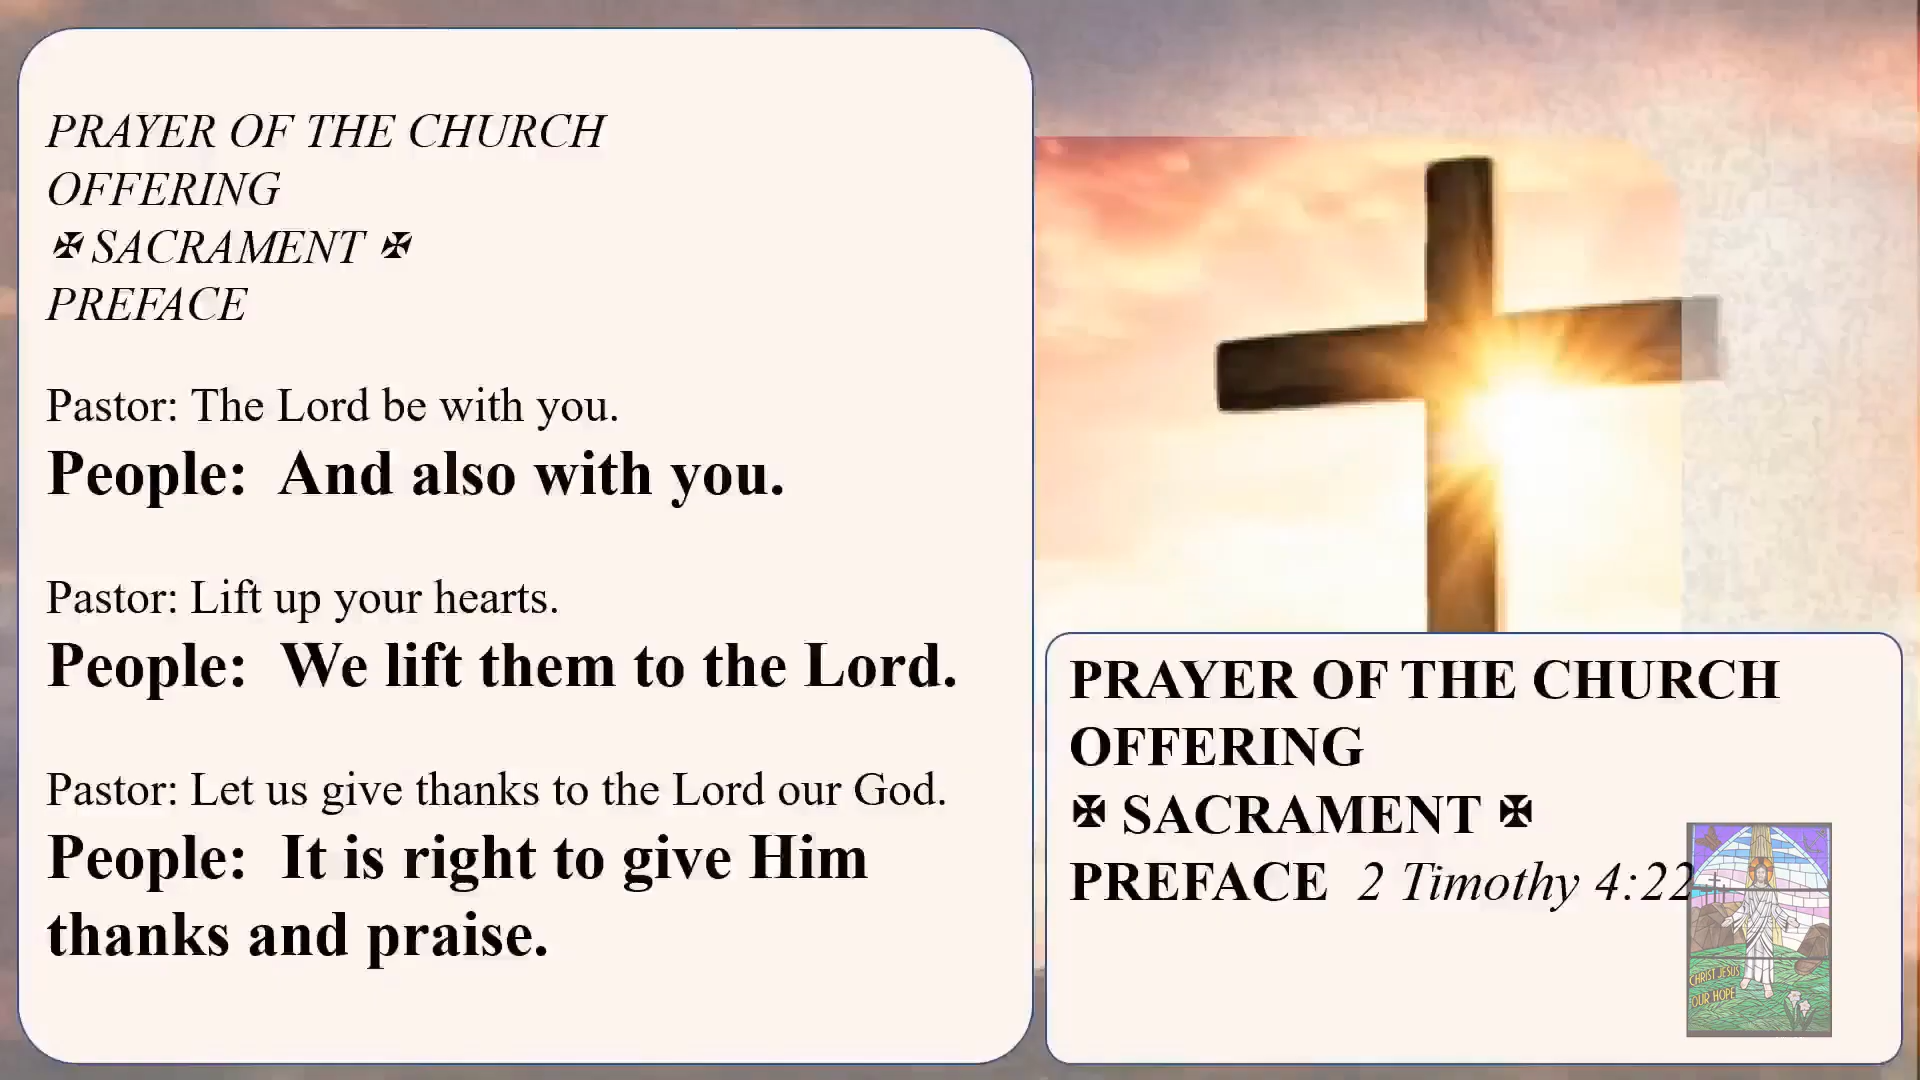 PRAYER OF THE CHURCH
OFFERING
✠ SACRAMENT ✠
PREFACE
Pastor: The Lord be with you.
People:  And also with you.
Pastor: Lift up your hearts.
People:  We lift them to the Lord.
Pastor: Let us give thanks to the Lord our God.
People:  It is right to give Him
thanks and praise.
PRAYER OF THE CHURCH
OFFERING
✠ SACRAMENT ✠
PREFACE  2 Timothy 4:22
CHRIST JESUS
OUR HOPE